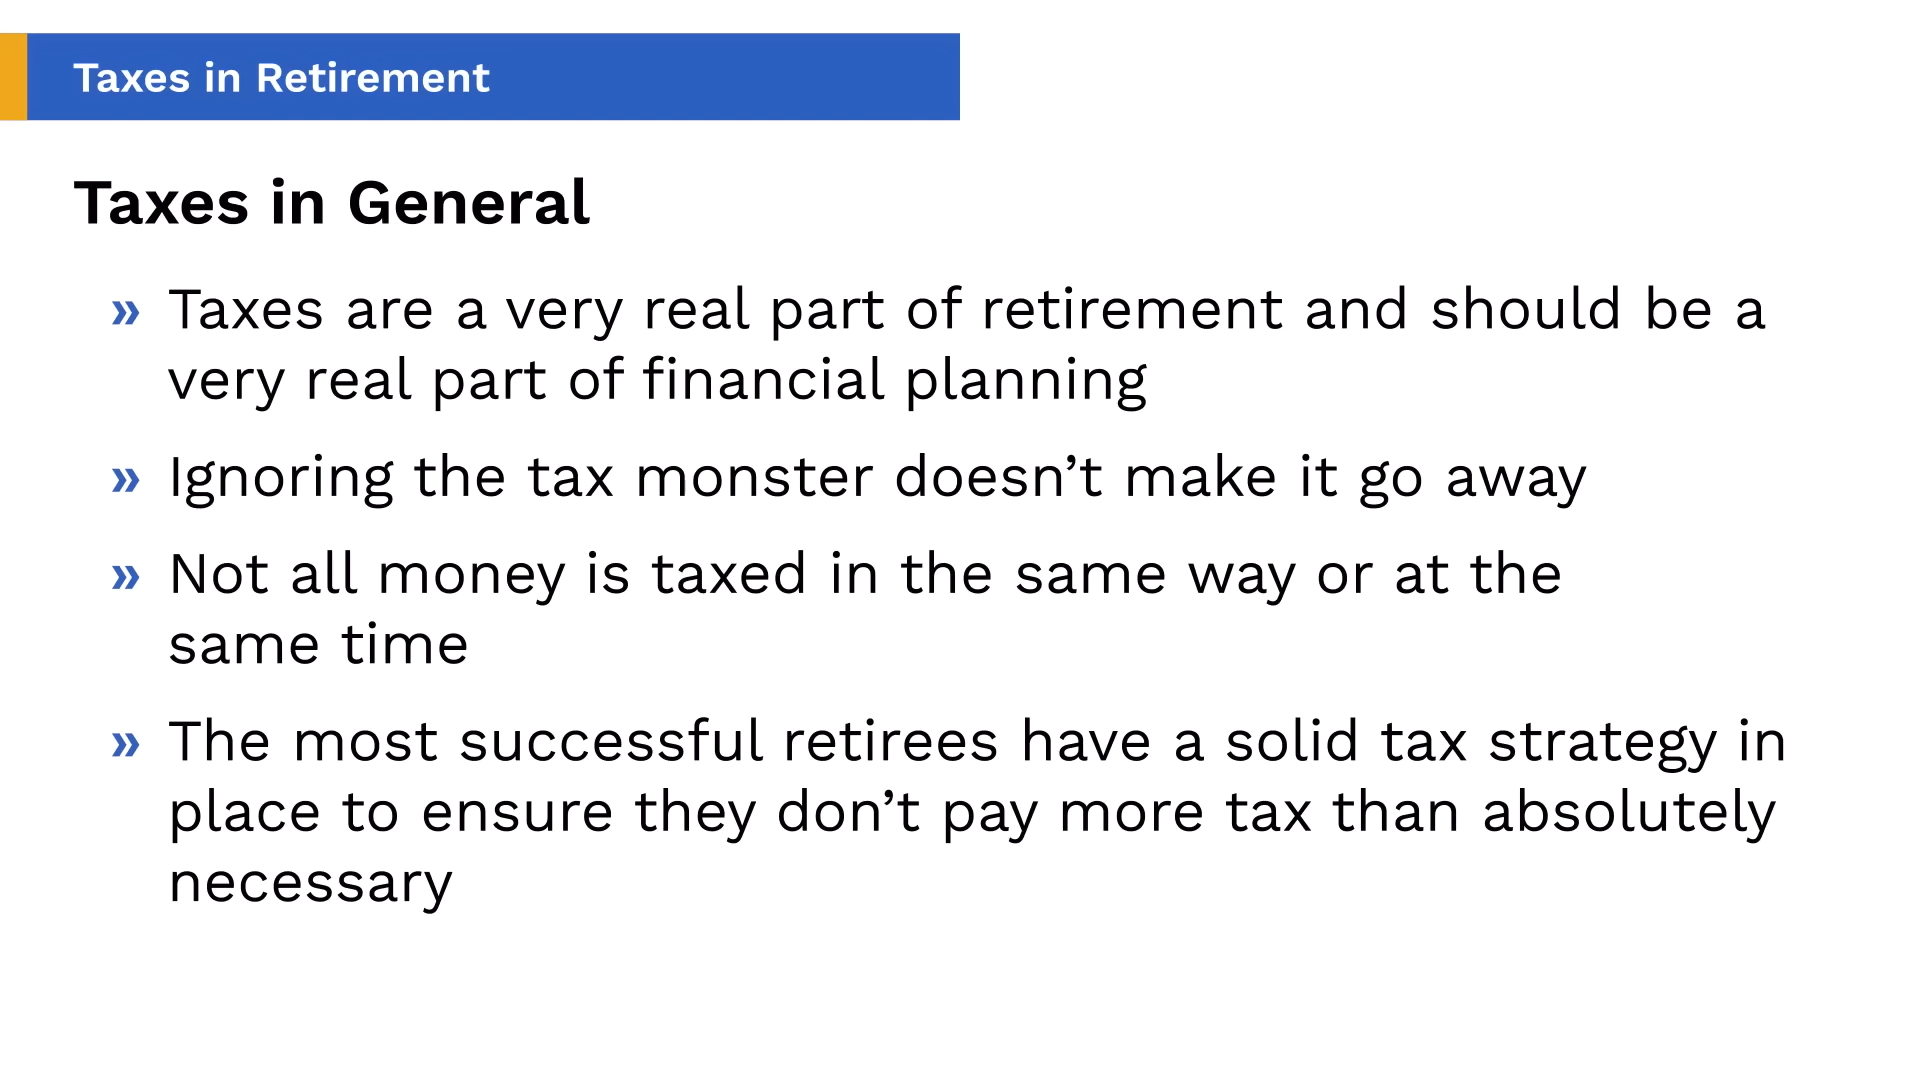 Taxes in Retirement
Taxes in General
» Taxes are a very real part of retirement and should be a
very real part of financial planning
» Ignoring the tax monster doesn’t make it go away
» Not all money is taxed in the same way or at the
same time
» The most successful retirees have a solid tax strategy in
place to ensure they don’t pay more tax than absolutely
necessary